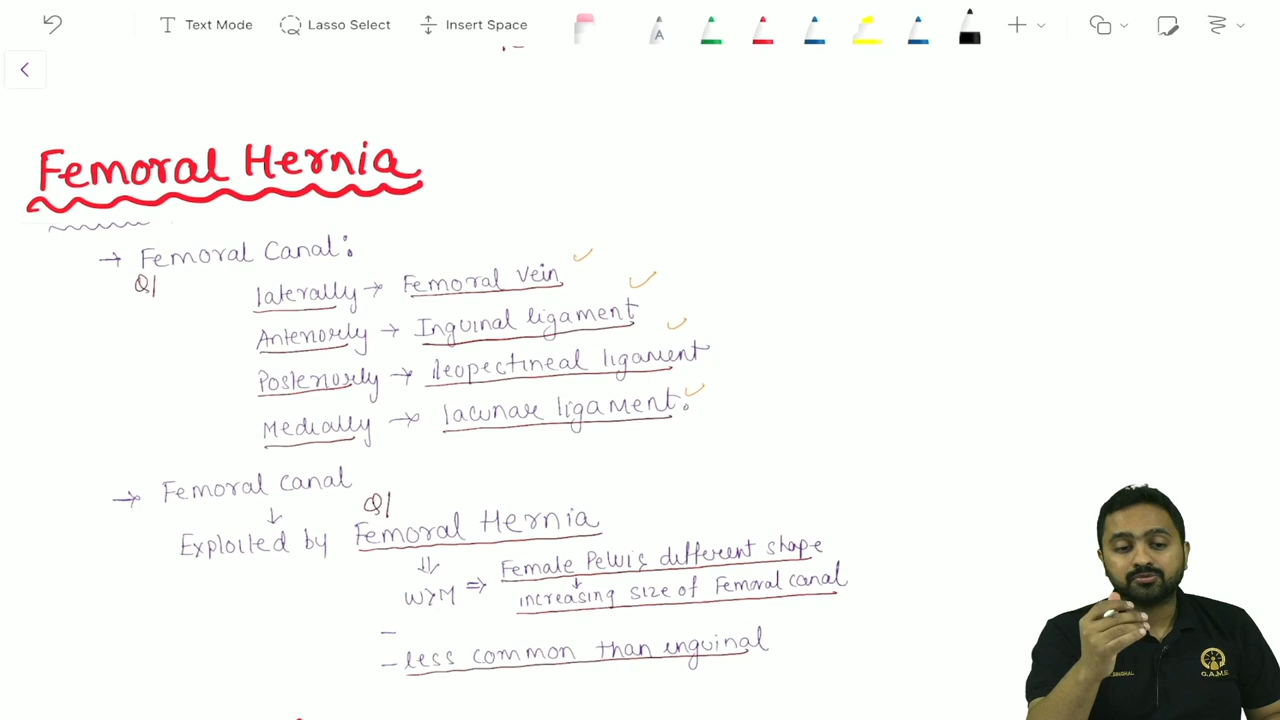 Text Mode Lasso Select Insert Space
A
Femoral Hernia
→ Femoral Canal:
Q1
laterally → Femoral Vein
Anteriorly → Inguinal ligament
Posteriorly → ileopectineal ligament
Medially → lacunar ligament.
→ Femoral canal
↓
Q1
Exploited by Femoral Hernia
⇓
W>M ⇒ Female Pelvis different shape
↓
increasing size of Femoral canal
–
– less common than inguinal
SINGHAL
O.A.M.S